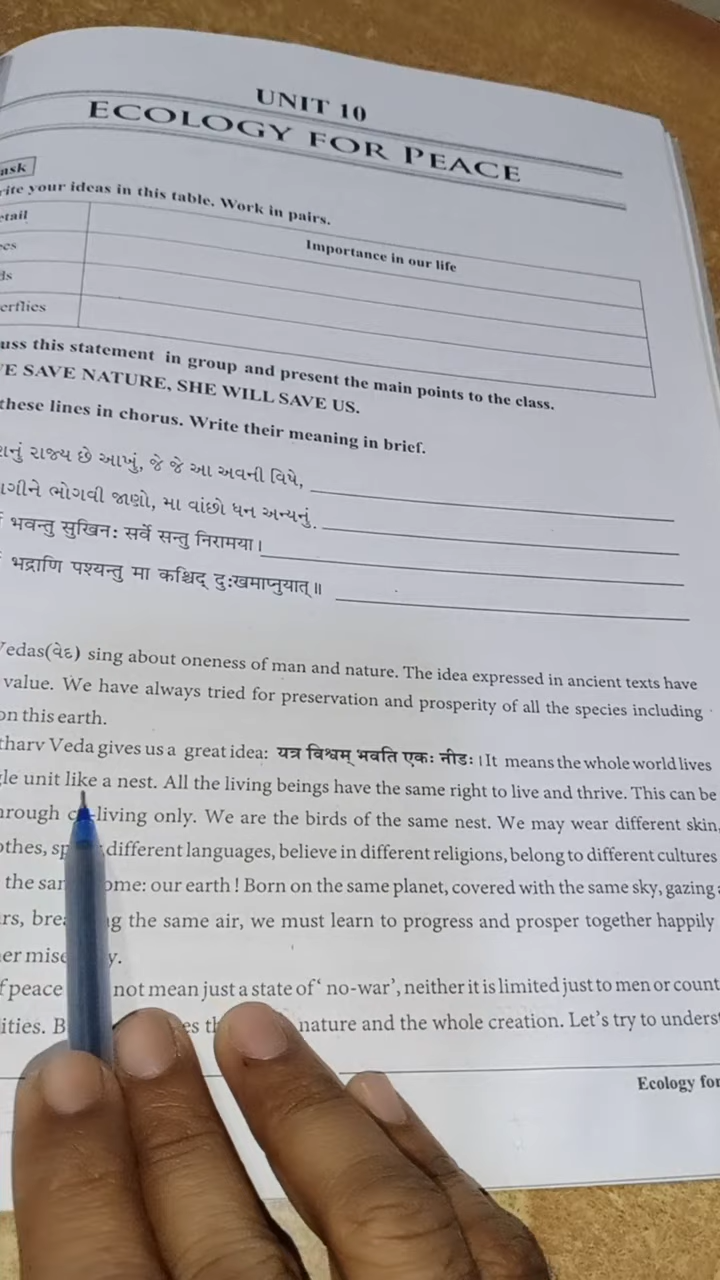 UNIT 10
ECOLOGY FOR PEACE
ask
rite your ideas in this table. Work in pairs.
etail
Importance in our life
es
ds
erflies
uss this statement in group and present the main points to the class.
E SAVE NATURE, SHE WILL SAVE US.
these lines in chorus. Write their meaning in brief.
નું રાજ્ય છે આખું, જે જે આ અવની વિષે,
ગીને ભોગવી જાણો, મા વાંછો ધન અન્યનું.
भवन्तु सुखिनः सर्वे सन्तु निरामया।
भद्राणि पश्यन्तु मा कश्चिद् दुःखमाप्नुयात्॥
Vedas(વેદ) sing about oneness of man and nature. The idea expressed in ancient texts have
value. We have always tried for preservation and prosperity of all the species including
on this earth.
tharv Veda gives us a great idea: यत्र विश्वम् भवति एकः नीडः। It means the whole world lives
le unit like a nest. All the living beings have the same right to live and thrive. This can be
rough living only. We are the birds of the same nest. We may wear different skin,
othes, different languages, believe in different religions, belong to different cultures
the ome: our earth! Born on the same planet, covered with the same sky, gazing
rs, the same air, we must learn to progress and prosper together happily
er y.
f peace not mean just a state of ‘ no-war’, neither it is limited just to men or count
ities. nature and the whole creation. Let’s try to underst
Ecology for